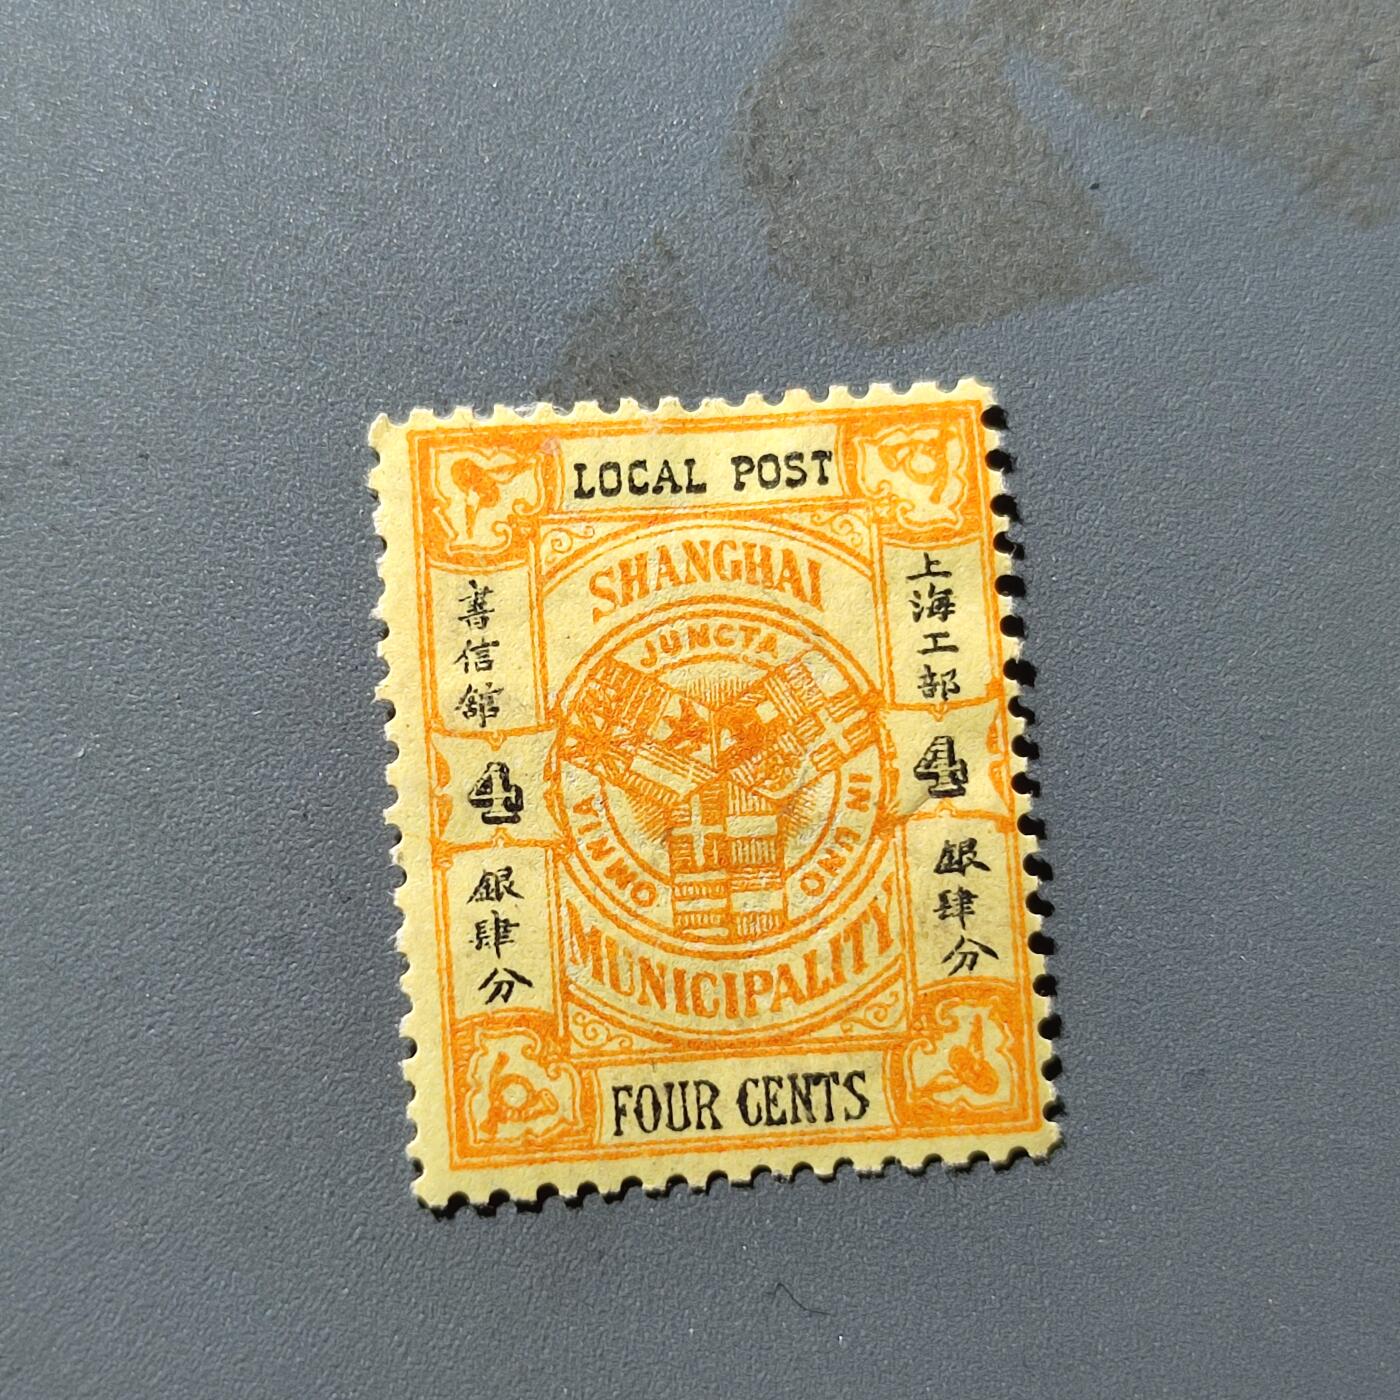 LOCAL POST
SHANGHAI
上海工部
書信館
OMNIA JUNCTA IN UNO
4
4
銀肆分
銀肆分
MUNICIPALITY
FOUR CENTS